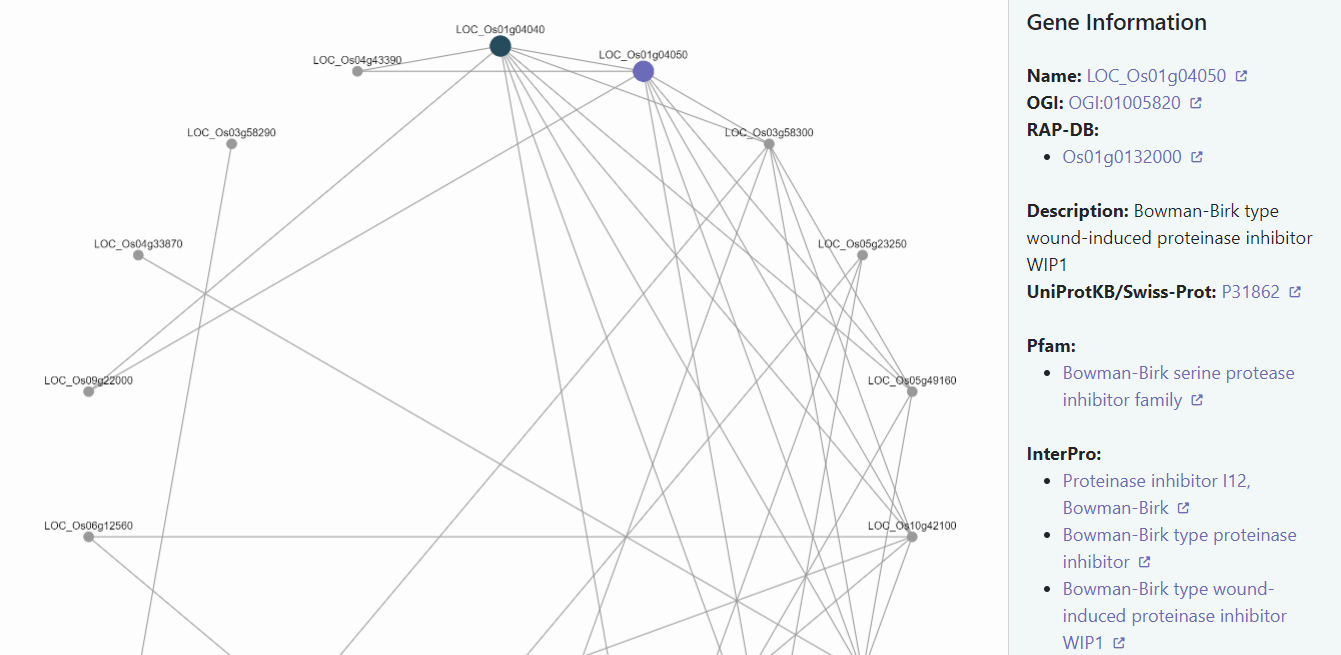 LOC_Os01g04040
LOC_Os01g04050
LOC_Os04g43390
LOC_Os03g58290
LOC_Os03g58300
LOC_Os04g33870
LOC_Os05g23250
LOC_Os09g22000
LOC_Os05g49160
LOC_Os06g12560
LOC_Os10g42100
Gene Information
Name: LOC_Os01g04050
OGI: OGI:01005820
RAP-DB:
• Os01g0132000
Description: Bowman-Birk type
wound-induced proteinase inhibitor
WIP1
UniProtKB/Swiss-Prot: P31862
Pfam:
• Bowman-Birk serine protease
inhibitor family
InterPro:
• Proteinase inhibitor I12,
Bowman-Birk
• Bowman-Birk type proteinase
inhibitor
• Bowman-Birk type wound-
induced proteinase inhibitor
WIP1